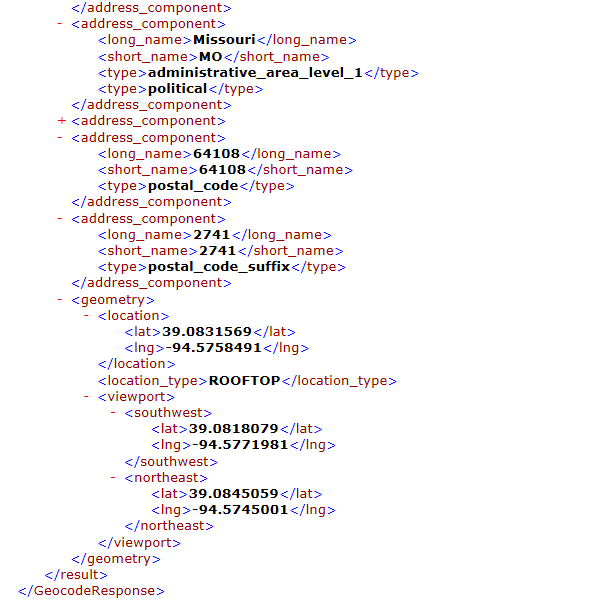 </address_component>
- <address_component>
<long_name>Missouri</long_name>
<short_name>MO</short_name>
<type>administrative_area_level_1</type>
<type>political</type>
</address_component>
+ <address_component>
- <address_component>
<long_name>64108</long_name>
<short_name>64108</short_name>
<type>postal_code</type>
</address_component>
- <address_component>
<long_name>2741</long_name>
<short_name>2741</short_name>
<type>postal_code_suffix</type>
</address_component>
- <geometry>
- <location>
<lat>39.0831569</lat>
<lng>-94.5758491</lng>
</location>
<location_type>ROOFTOP</location_type>
- <viewport>
- <southwest>
<lat>39.0818079</lat>
<lng>-94.5771981</lng>
</southwest>
- <northeast>
<lat>39.0845059</lat>
<lng>-94.5745001</lng>
</northeast>
</viewport>
</geometry>
</result>
</GeocodeResponse>